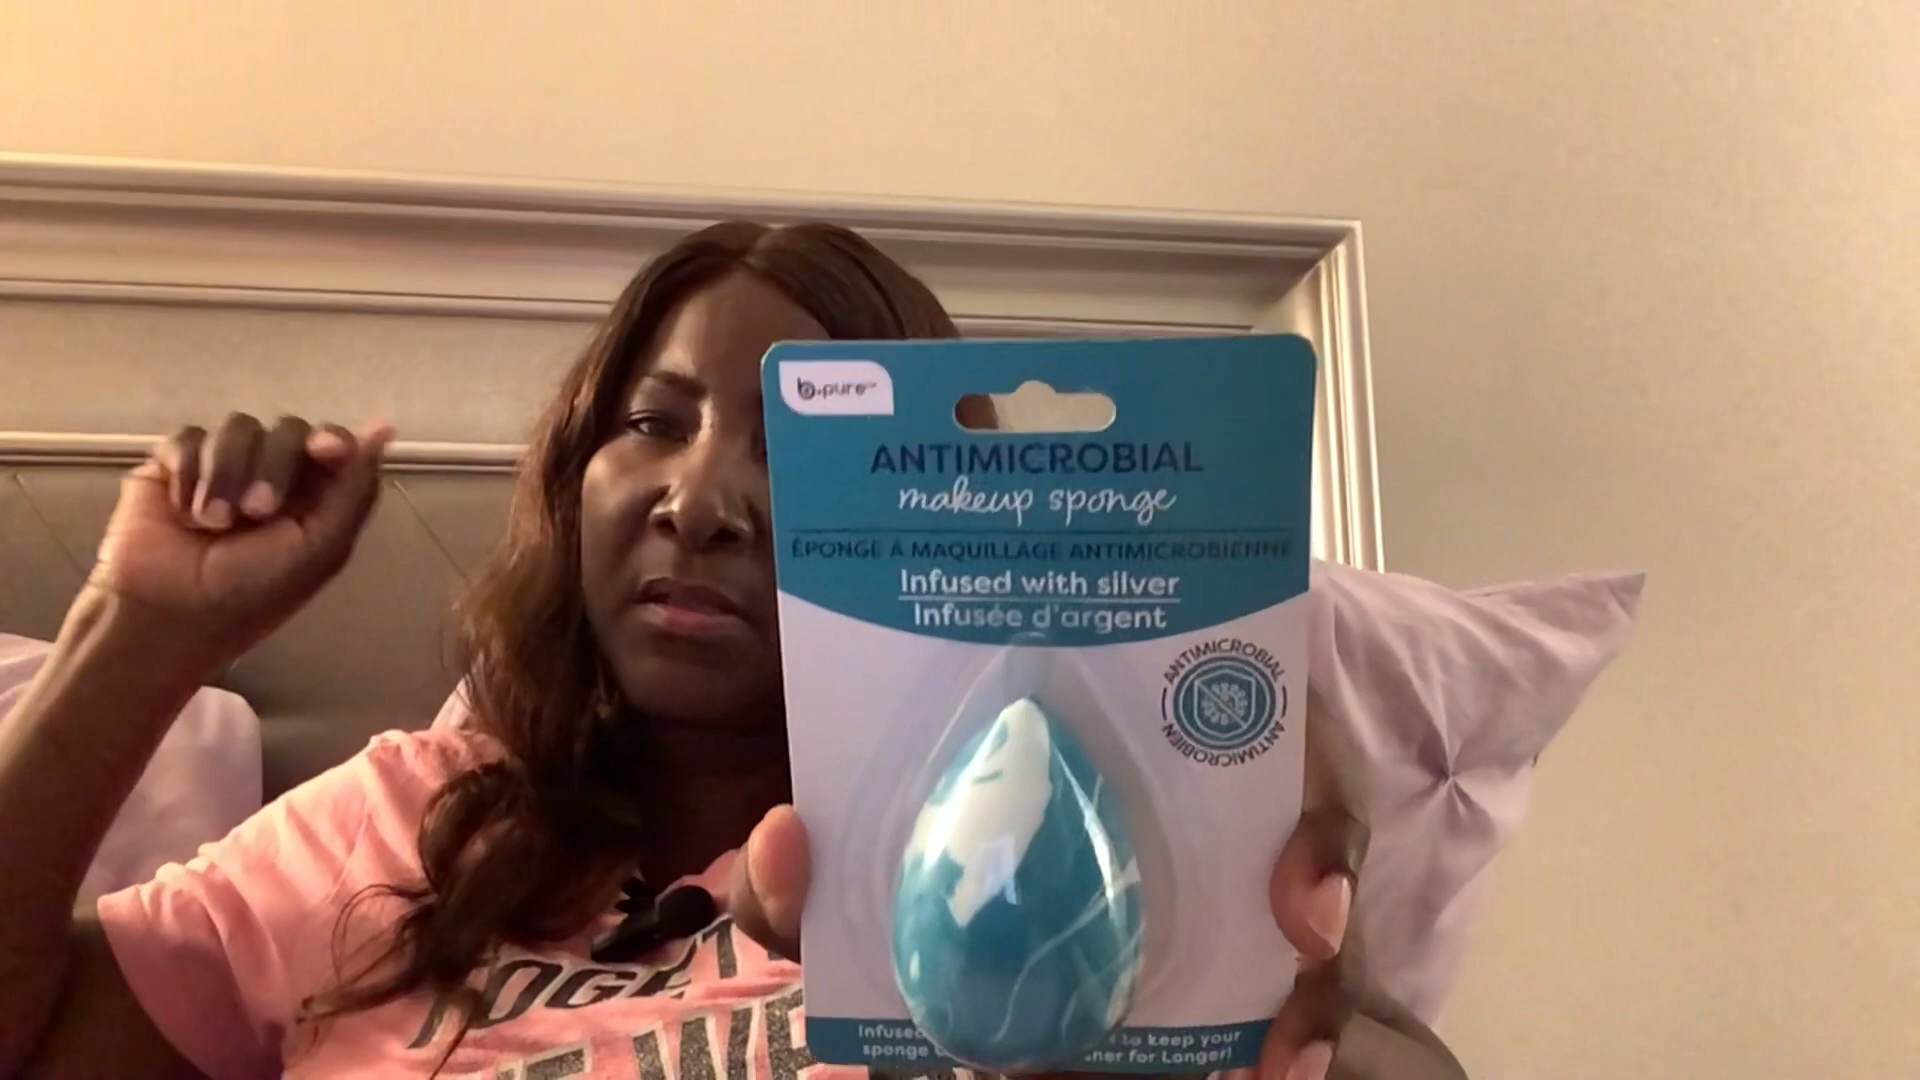 b.pure
ANTIMICROBIAL
makeup sponge
ÉPONGE À MAQUILLAGE ANTIMICROBIENNE
Infused with silver
Infusée d'argent
ANTIMICROBIAL
ANTIMICROBIEN
Infused to keep your
sponge for Longer!